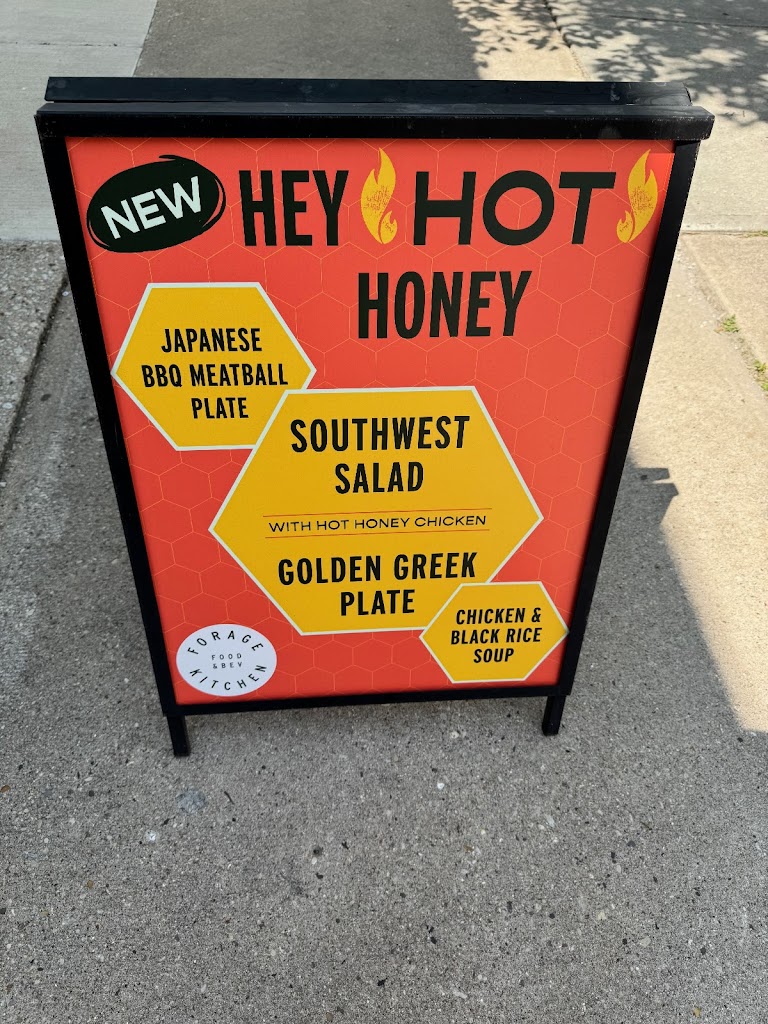 NEW
HEY HOT
HONEY
JAPANESE
BBQ MEATBALL
PLATE
SOUTHWEST
SALAD
WITH HOT HONEY CHICKEN
GOLDEN GREEK
PLATE
CHICKEN &
BLACK RICE
SOUP
FORAGE
FOOD
& BEV
KITCHEN